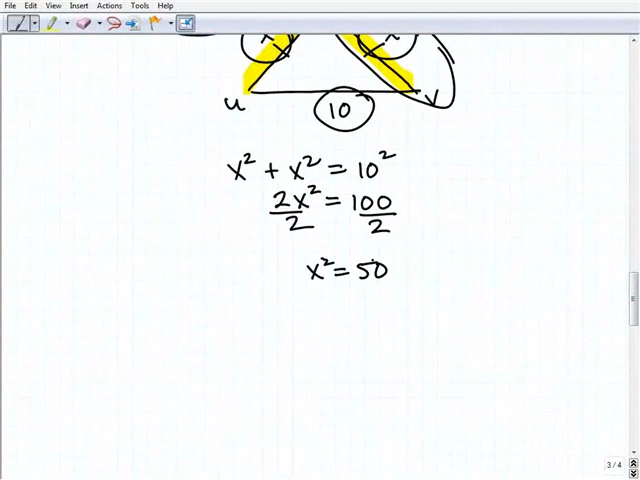 File Edit View Insert Actions Tools Help
x x
u 10 v
x² + x² = 10²
2x² = 100
2 2
x² = 50
3/4